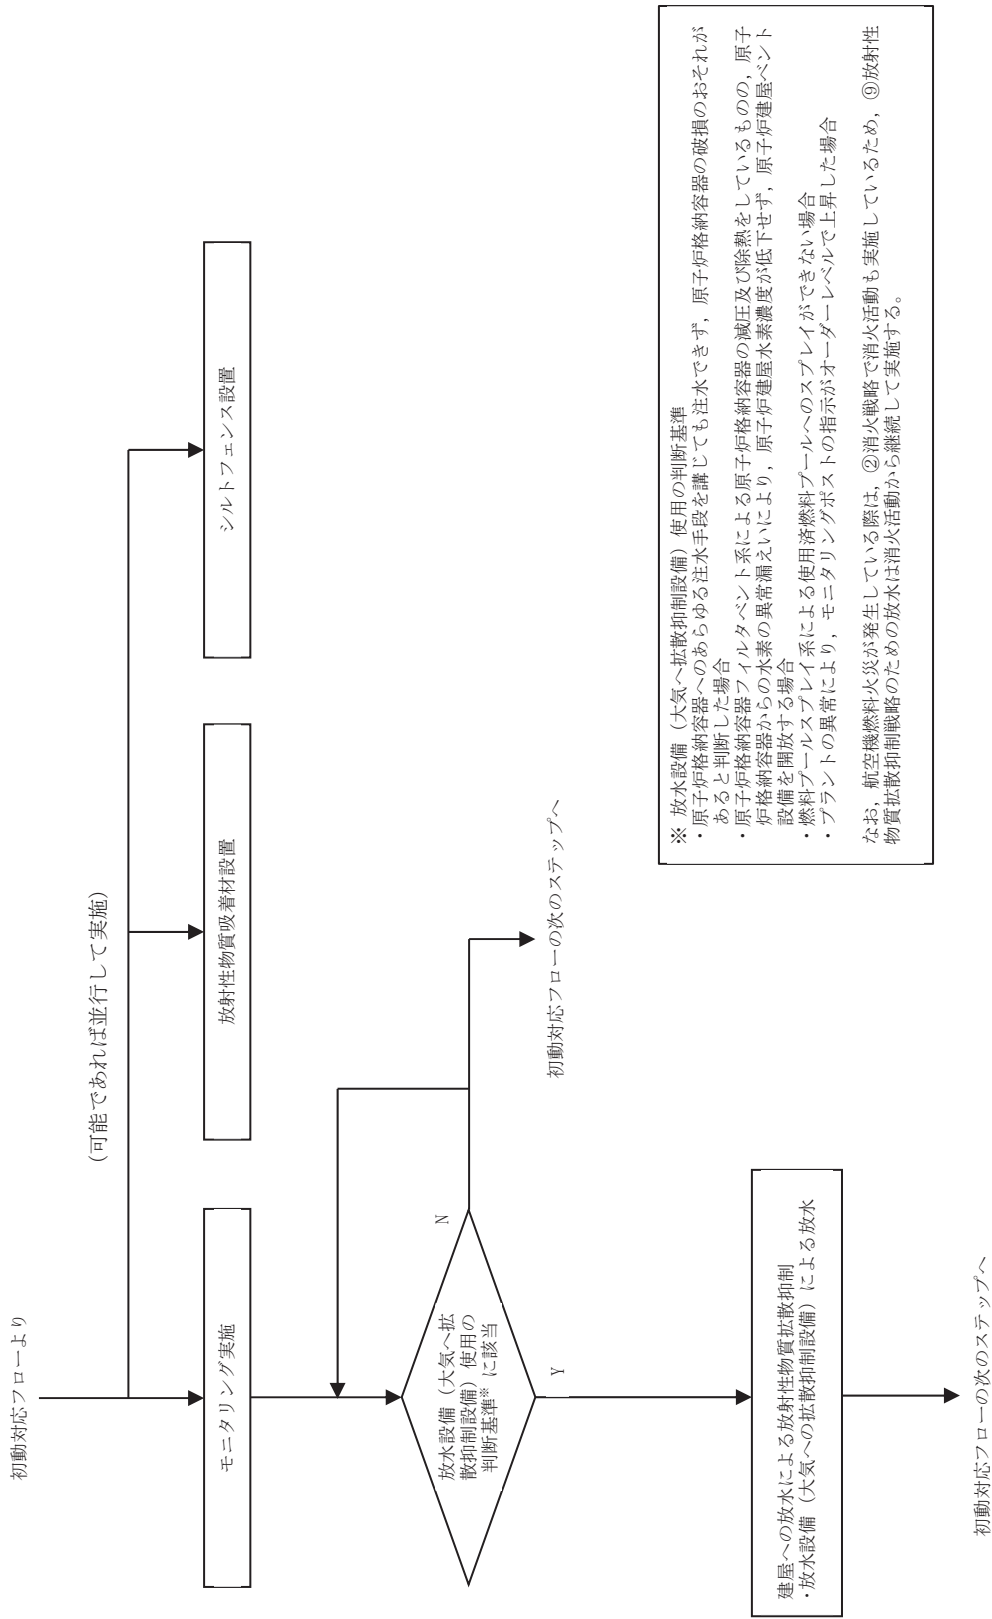 初動対応フローより
(可能であれば並行して実施)
モニタリング実施
放射性物質吸着材設置
シルトフェンス設置
放水設備（大気へ拡
散抑制設備）使用の
判断基準※に該当
N
Y
初動対応フローの次のステップへ
建屋への放水による放射性物質拡散抑制
・放水設備（大気への拡散抑制設備）による放水
初動対応フローの次のステップへ
※ 放水設備（大気へ拡散抑制設備）使用の判断基準
・原子炉格納容器へのあらゆる注水手段を講じても注水できず，原子炉格納容器の破損のおそれが
あると判断した場合
・原子炉格納容器フィルタベント系による原子炉格納容器の減圧及び除熱をしているものの，原子
炉格納容器からの水素の異常漏えいにより，原子炉建屋水素濃度が低下せず，原子炉建屋ベント
設備を開放する場合
・燃料プールスプレイ系による使用済燃料プールへのスプレイができない場合
・プラントの異常により，モニタリングポストの指示がオーダーレベルで上昇した場合
なお，航空機燃料火災が発生している際は，②消火戦略で消火活動も実施しているため，⑨放射性
物質拡散抑制戦略のための放水は消火活動から継続して実施する。